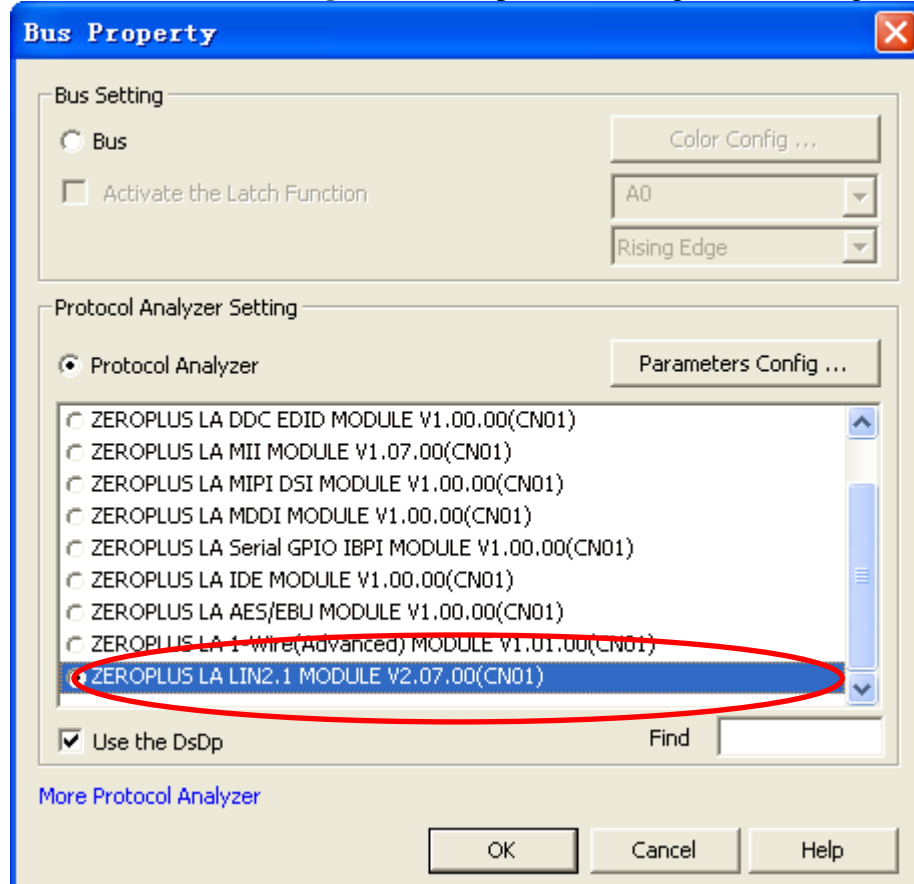 Bus Property
Bus Setting
Bus
Color Config ...
Activate the Latch Function
A0
Rising Edge
Protocol Analyzer Setting
Protocol Analyzer
Parameters Config ...
ZEROPLUS LA DDC EDID MODULE V1.00.00(CN01)
ZEROPLUS LA MII MODULE V1.07.00(CN01)
ZEROPLUS LA MIPI DSI MODULE V1.00.00(CN01)
ZEROPLUS LA MDDI MODULE V1.00.00(CN01)
ZEROPLUS LA Serial GPIO IBPI MODULE V1.00.00(CN01)
ZEROPLUS LA IDE MODULE V1.00.00(CN01)
ZEROPLUS LA AES/EBU MODULE V1.00.00(CN01)
ZEROPLUS LA 1-Wire(Advanced) MODULE V1.01.00(CN01)
ZEROPLUS LA LIN2.1 MODULE V2.07.00(CN01)
Use the DsDp
Find
More Protocol Analyzer
OK
Cancel
Help